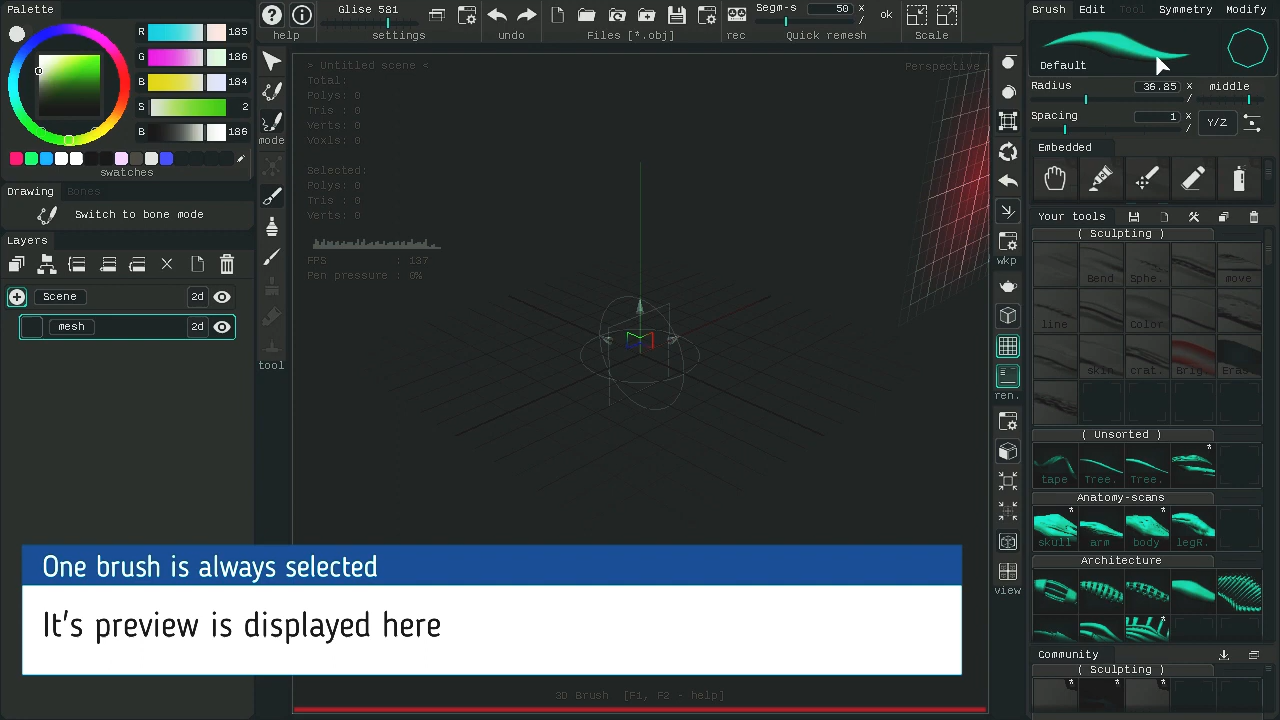 Palette
R 185
G 186
B 184
S 2
B 186
swatches
Drawing Bones
Switch to bone mode
Layers
Scene 2d
mesh 2d
help
Glise 581
settings
undo
Files [*.obj]
rec
Segm-s 50 x / ok
Quick remesh
Scale
mode
tool
> Untitled scene <
Total:
Polys: 0
Tris : 0
Verts: 0
Voxls: 0
Selected:
Polys: 0
Tris : 0
Verts: 0
FPS : 137
Pen pressure : 0%
Perspective
3D Brush [F1, F2 - help]
wkp
ren.
view
Brush Edit Tool Symmetry Modify
Default
Radius 36.85 x / middle
Spacing 1 x / Y/Z
Embedded
Your tools
( Sculpting )
Bend Sphe. move
line Color
skin crat. Brig. Eras.
( Unsorted )
tape Tree. Tree.
Anatomy-scans
skull arm body legR.
Architecture
Community
( Sculpting )
One brush is always selected
It's preview is displayed here